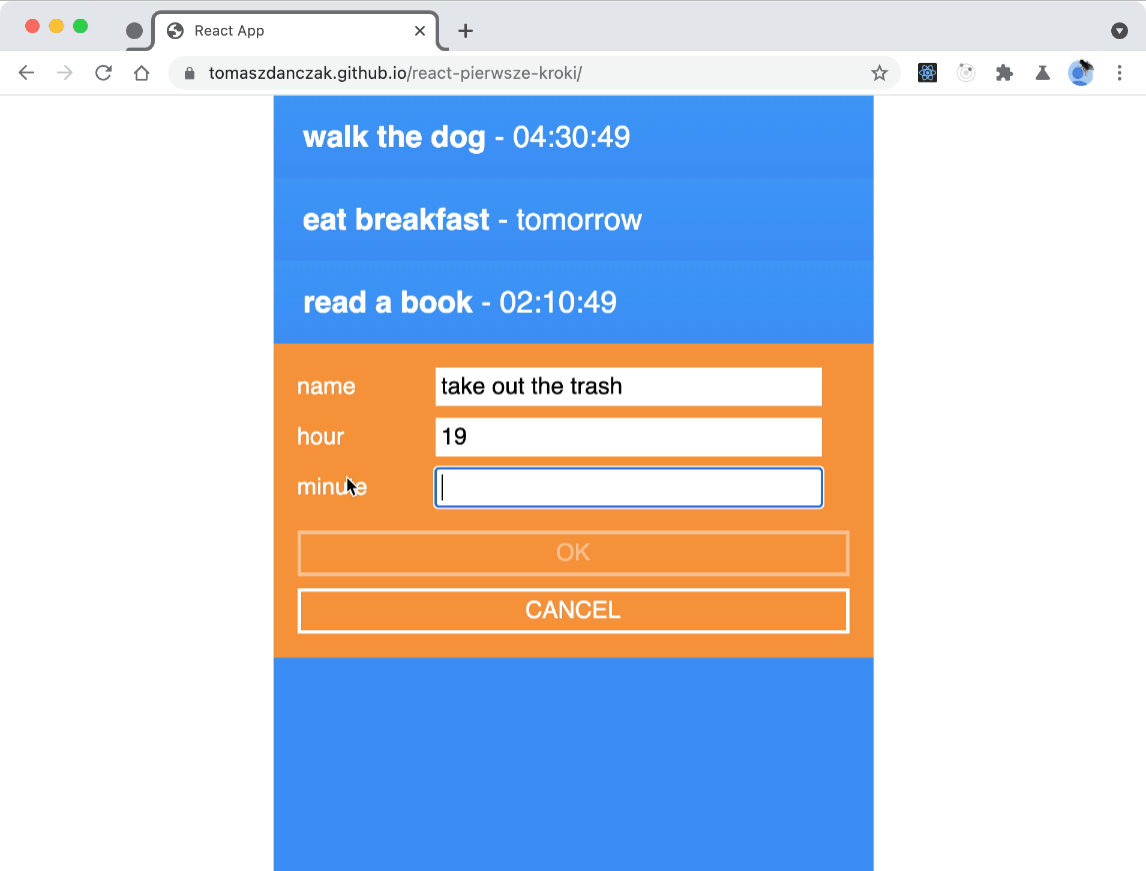 React App
tomaszdanczak.github.io/react-pierwsze-kroki/
walk the dog - 04:30:49
eat breakfast - tomorrow
read a book - 02:10:49
name take out the trash
hour 19
minute
OK
CANCEL